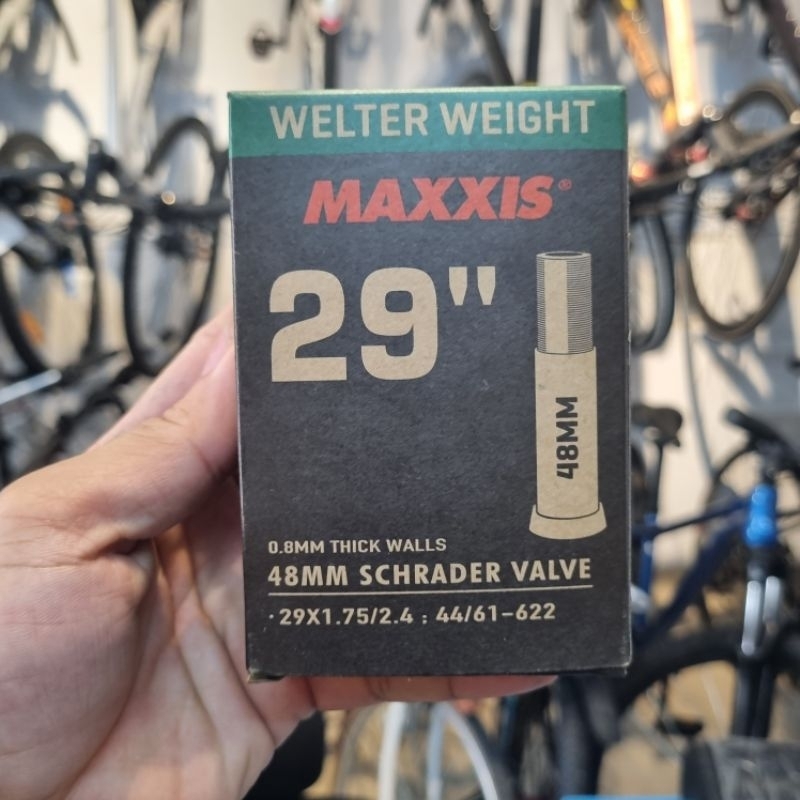 WELTER WEIGHT
MAXXIS®
29"
48MM
0.8MM THICK WALLS
48MM SCHRADER VALVE
·29X1.75/2.4 : 44/61-622